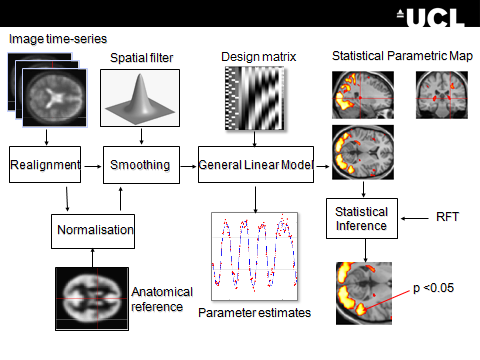 UCL
Image time-series
Spatial filter
Design matrix
Statistical Parametric Map
Realignment
Smoothing
General Linear Model
Statistical
Inference
RFT
Normalisation
Anatomical
reference
Parameter estimates
p <0.05